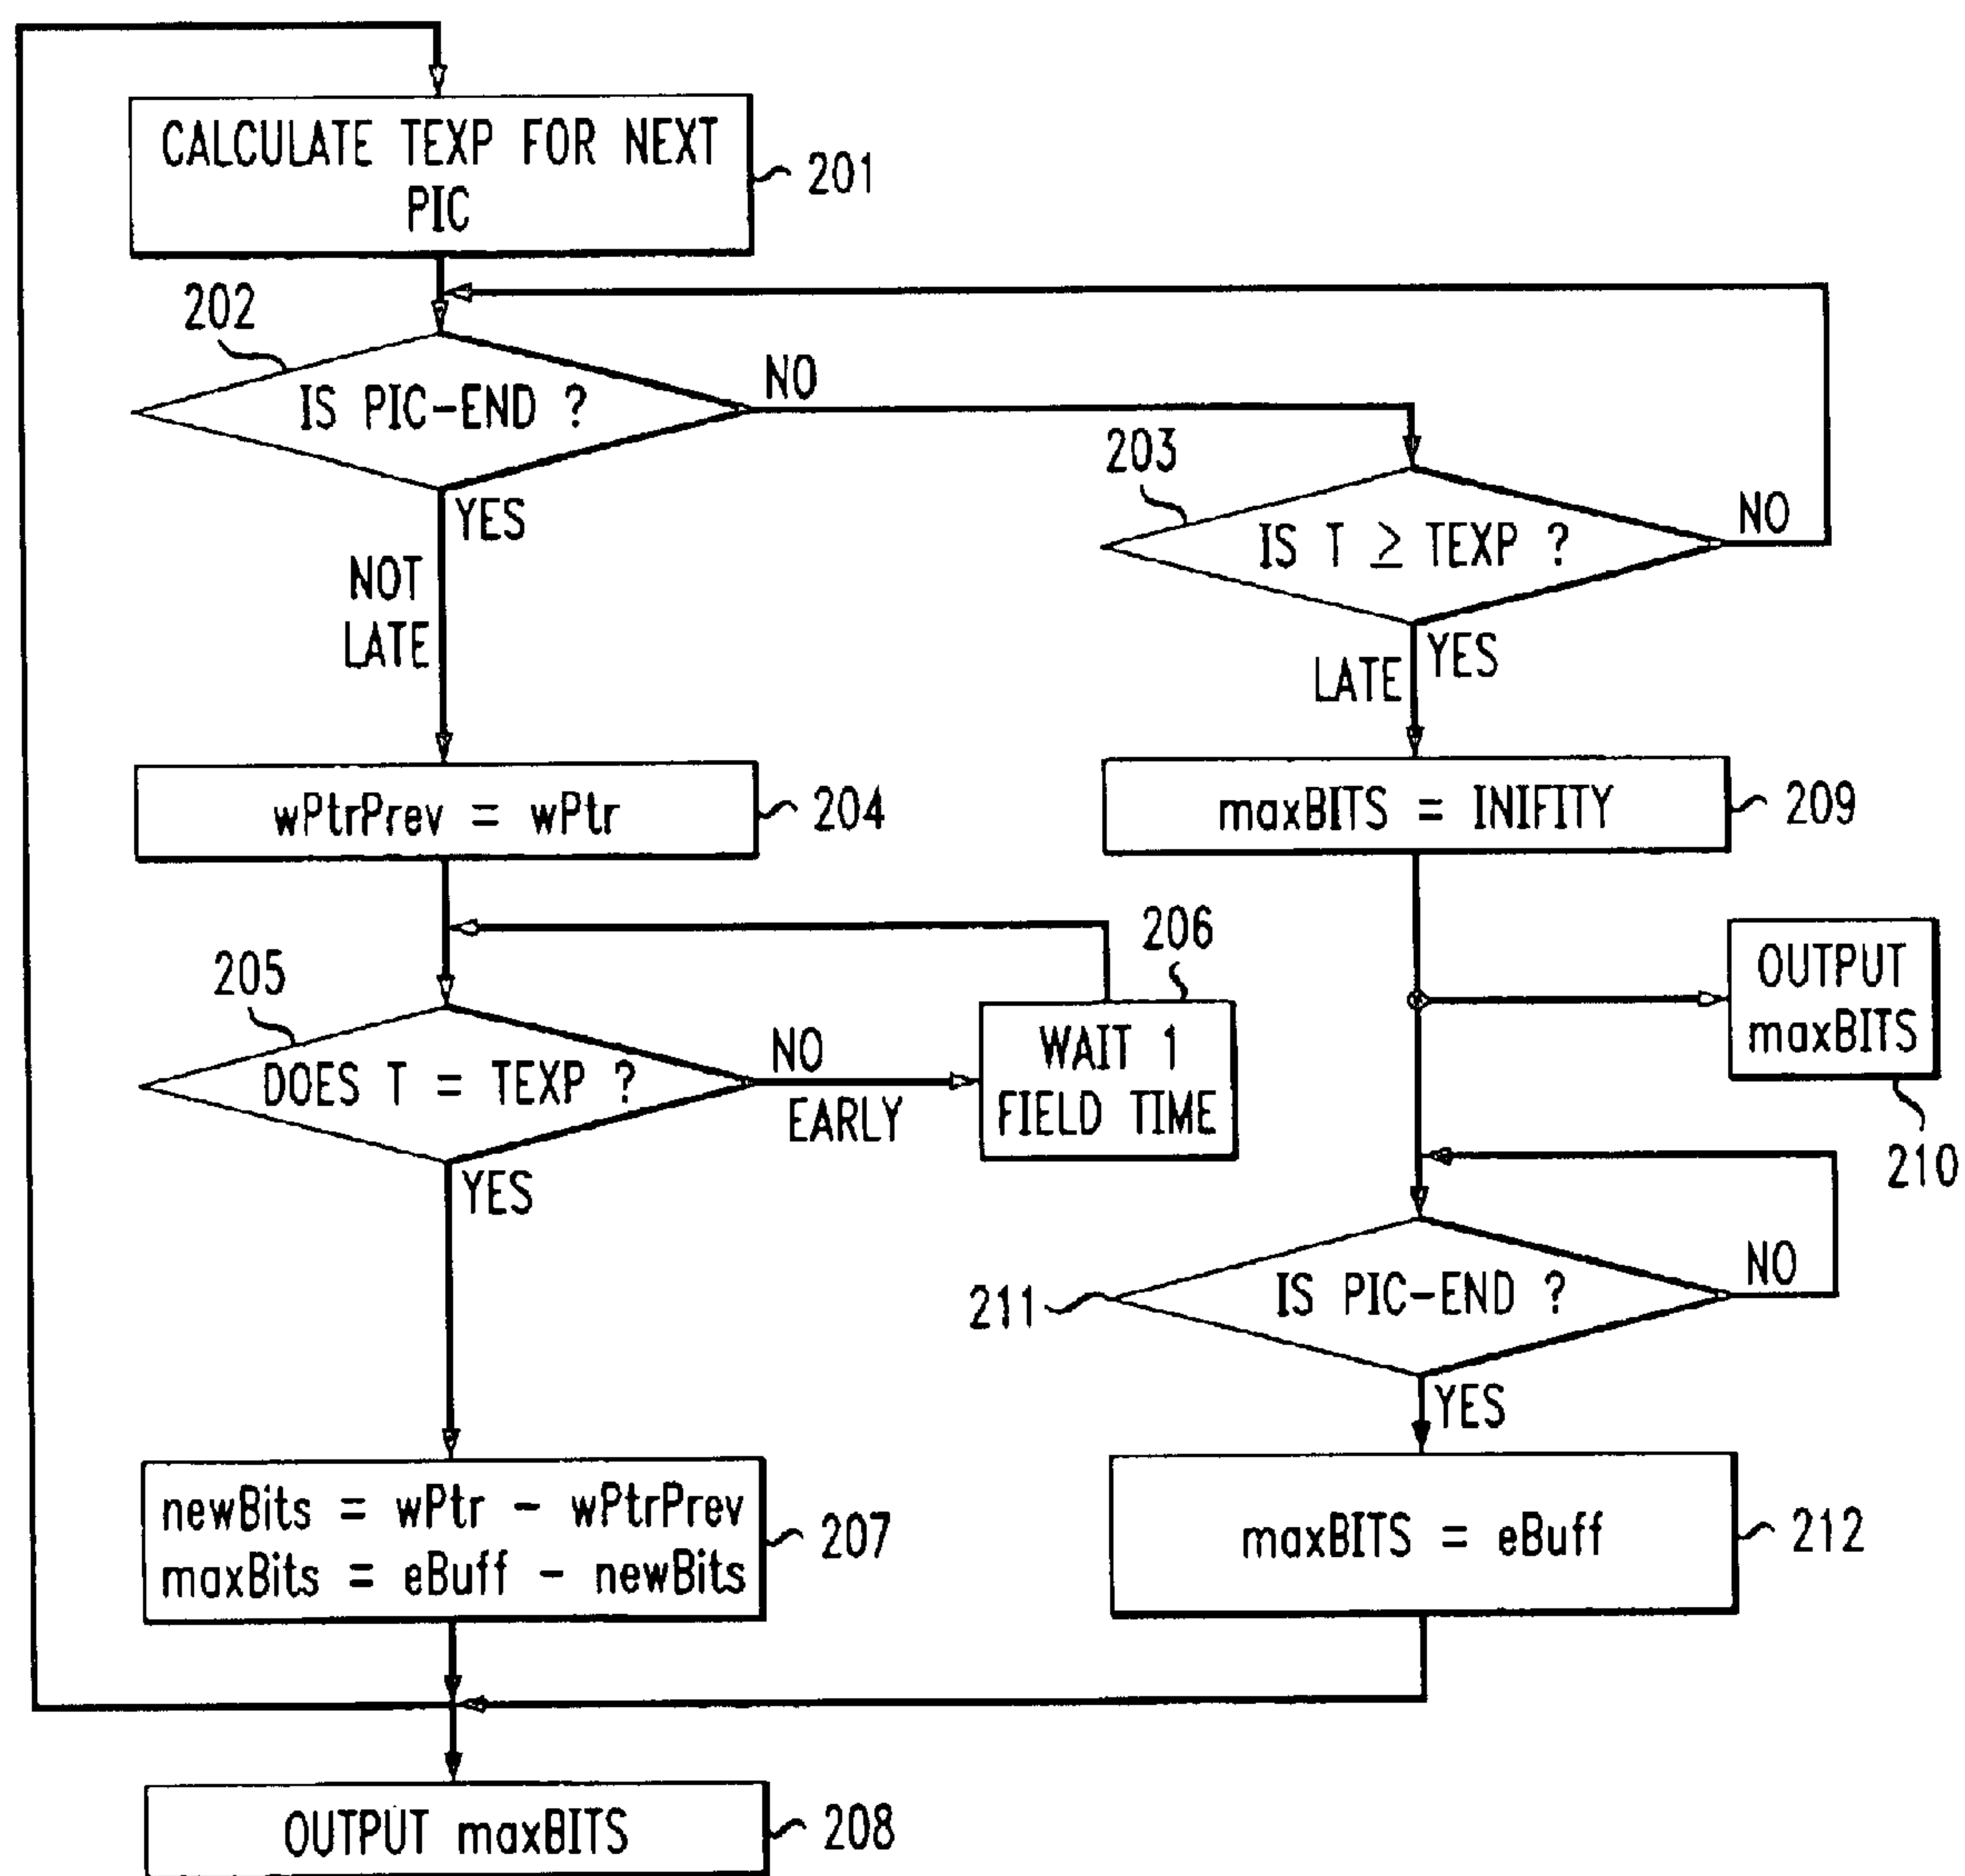 CALCULATE TEXP FOR NEXT
PIC
201
202
IS PIC-END ?
NO
YES
NOT
LATE
203
IS T ≥ TEXP ?
NO
YES
LATE
wPtrPrev = wPtr
204
maxBITS = INIFITY
209
205
DOES T = TEXP ?
NO
EARLY
YES
206
WAIT 1
FIELD TIME
OUTPUT
maxBITS
210
211
IS PIC-END ?
NO
YES
newBits = wPtr - wPtrPrev
maxBits = eBuff - newBits
207
maxBITS = eBuff
212
OUTPUT maxBITS
208